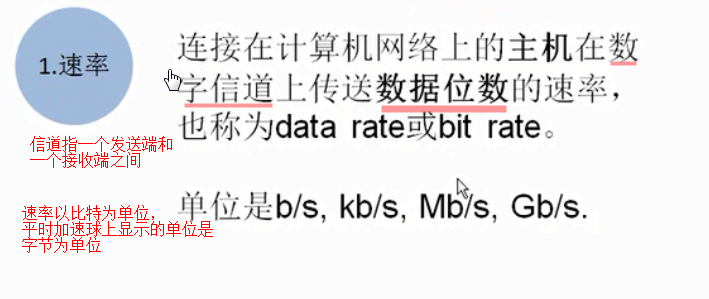 1.速率
连接在计算机网络上的主机在数
字信道上传送数据位数的速率，
也称为data rate或bit rate。
信道指一个发送端和
一个接收端之间
单位是b/s, kb/s, Mb/s, Gb/s.
速率以比特为单位，
平时加速球上显示的单位是
字节为单位